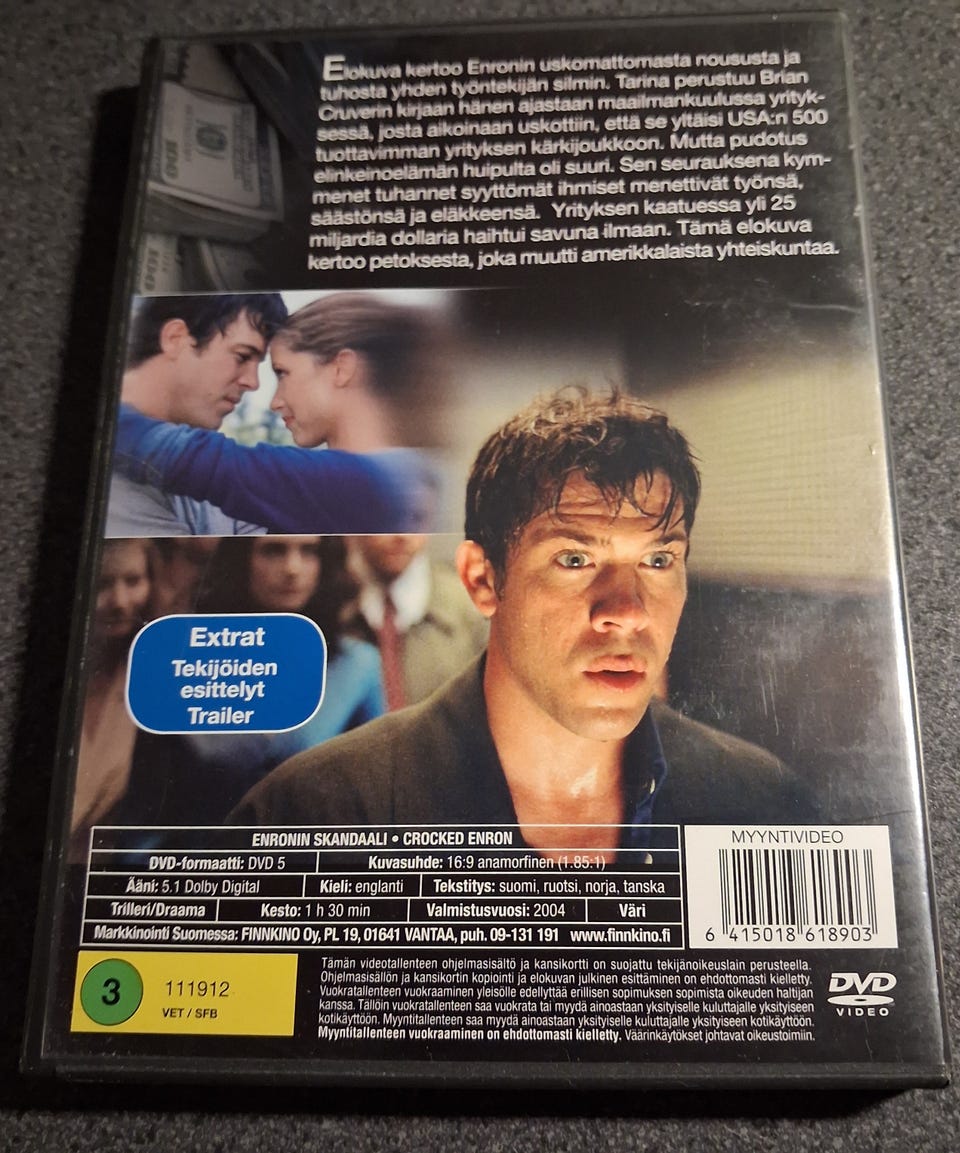 Elokuva kertoo Enronin uskomattomasta noususta ja
tuhosta yhden työntekijän silmin. Tarina perustuu Brian
Cruverin kirjaan hänen ajastaan maailmankuulussa yrityk-
sessä, josta aikoinaan uskottiin, että se yltäisi USA:n 500
tuottavimman yrityksen kärkijoukkoon. Mutta pudotus
elinkeinoelämän huipulta oli suuri. Sen seurauksena kym-
menet tuhannet syyttömät ihmiset menettivät työnsä,
säästönsä ja eläkkeensä. Yrityksen kaatuessa yli 25
miljardia dollaria haihtui savuna ilmaan. Tämä elokuva
kertoo petoksesta, joka muutti amerikkalaista yhteiskuntaa.
Extrat
Tekijöiden
esittelyt
Trailer
ENRONIN SKANDAALI • CROCKED ENRON
DVD-formaatti: DVD 5 Kuvasuhde: 16:9 anamorfinen (1.85:1)
Ääni: 5.1 Dolby Digital Kieli: englanti Tekstitys: suomi, ruotsi, norja, tanska
Trilleri/Draama Kesto: 1 h 30 min Valmistusvuosi: 2004 Väri
Markkinointi Suomessa: FINNKINO Oy, PL 19, 01641 VANTAA, puh. 09-131 191 www.finnkino.fi
MYYNTIVIDEO
6 415018 618903
3 111912
VET / SFB
Tämän videotallenteen ohjelmasisältö ja kansikortti on suojattu tekijänoikeuslain perusteella.
Ohjelmasisällön ja kansikortin kopiointi ja elokuvan julkinen esittäminen on ehdottomasti kielletty.
Vuokratallenteen vuokraaminen yleisölle edellyttää erillisen sopimuksen sopimista oikeuden haltijan
kanssa. Tällöin vuokratallenteen saa vuokrata tai myydä ainoastaan yksityiselle kuluttajalle yksityiseen
kotikäyttöön. Myyntitallenteen saa myydä ainoastaan yksityiselle kuluttajalle yksityiseen kotikäyttöön.
Myyntitallenteen vuokraaminen on ehdottomasti kielletty. Väärinkäytökset johtavat oikeustoimiin.
DVD
VIDEO